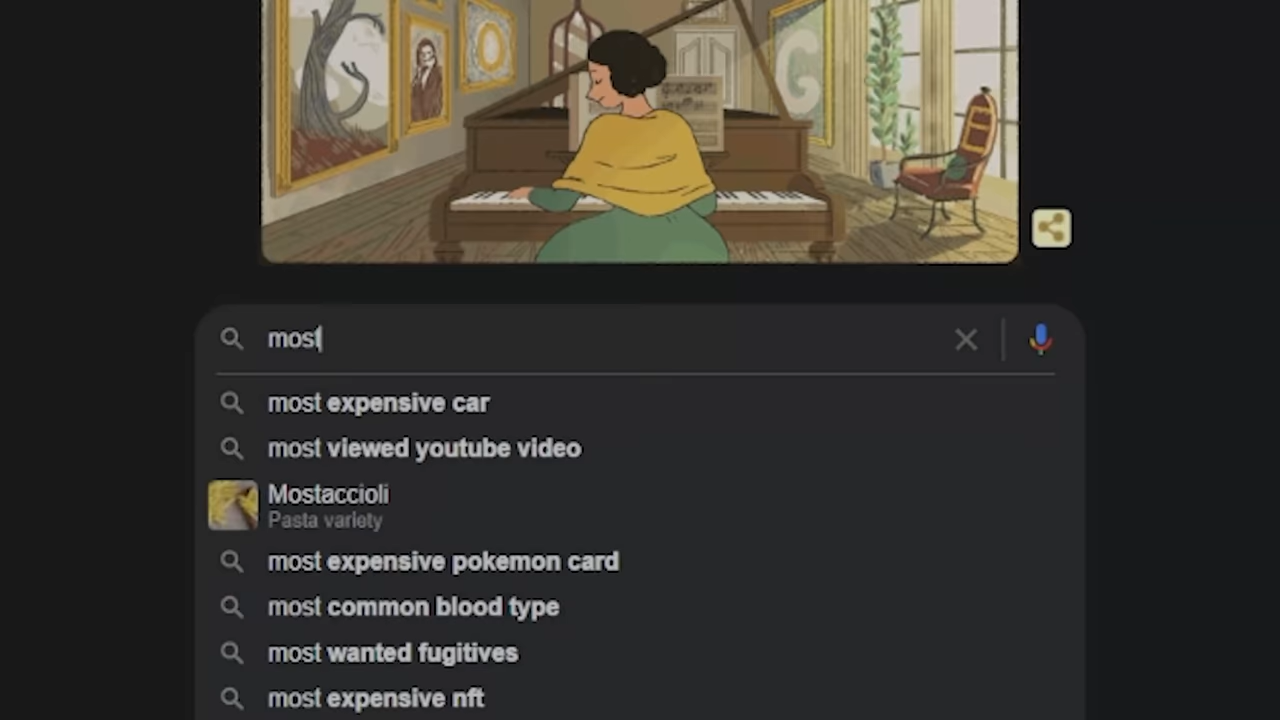 most
most expensive car
most viewed youtube video
Mostaccioli
Pasta variety
most expensive pokemon card
most common blood type
most wanted fugitives
most expensive nft